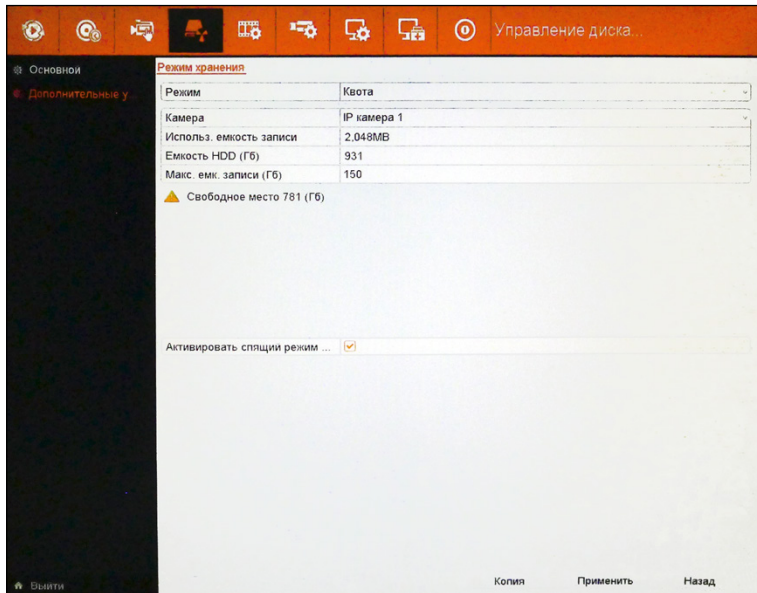 Управление диска...
Основной
Дополнительные у...
Режим хранения
Режим Квота
Камера IP камера 1
Использ. емкость записи 2,048MB
Емкость HDD (Гб) 931
Макс. емк. записи (Гб) 150
Свободное место 781 (Гб)
Активировать спящий режим ...
Выйти
Копия Применить Назад